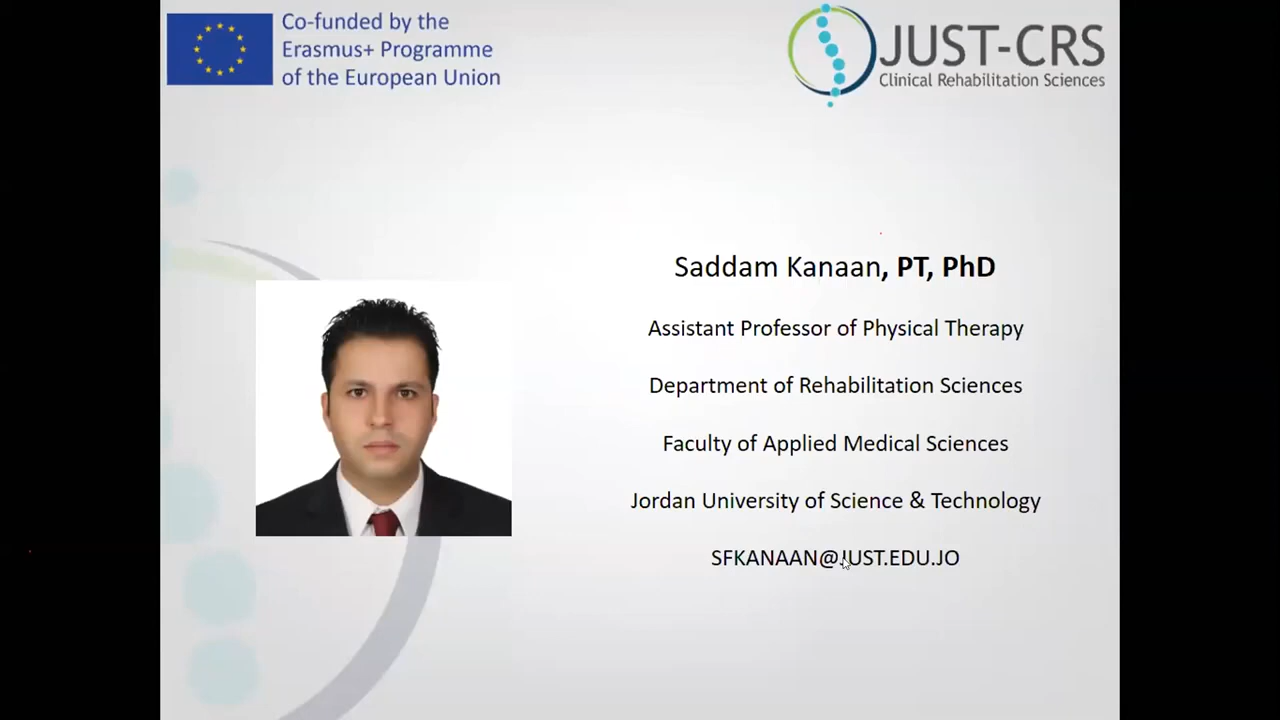 Co-funded by the
Erasmus+ Programme
of the European Union
JUST-CRS
Clinical Rehabilitation Sciences
Saddam Kanaan, PT, PhD
Assistant Professor of Physical Therapy
Department of Rehabilitation Sciences
Faculty of Applied Medical Sciences
Jordan University of Science & Technology
SFKANAAN@JUST.EDU.JO